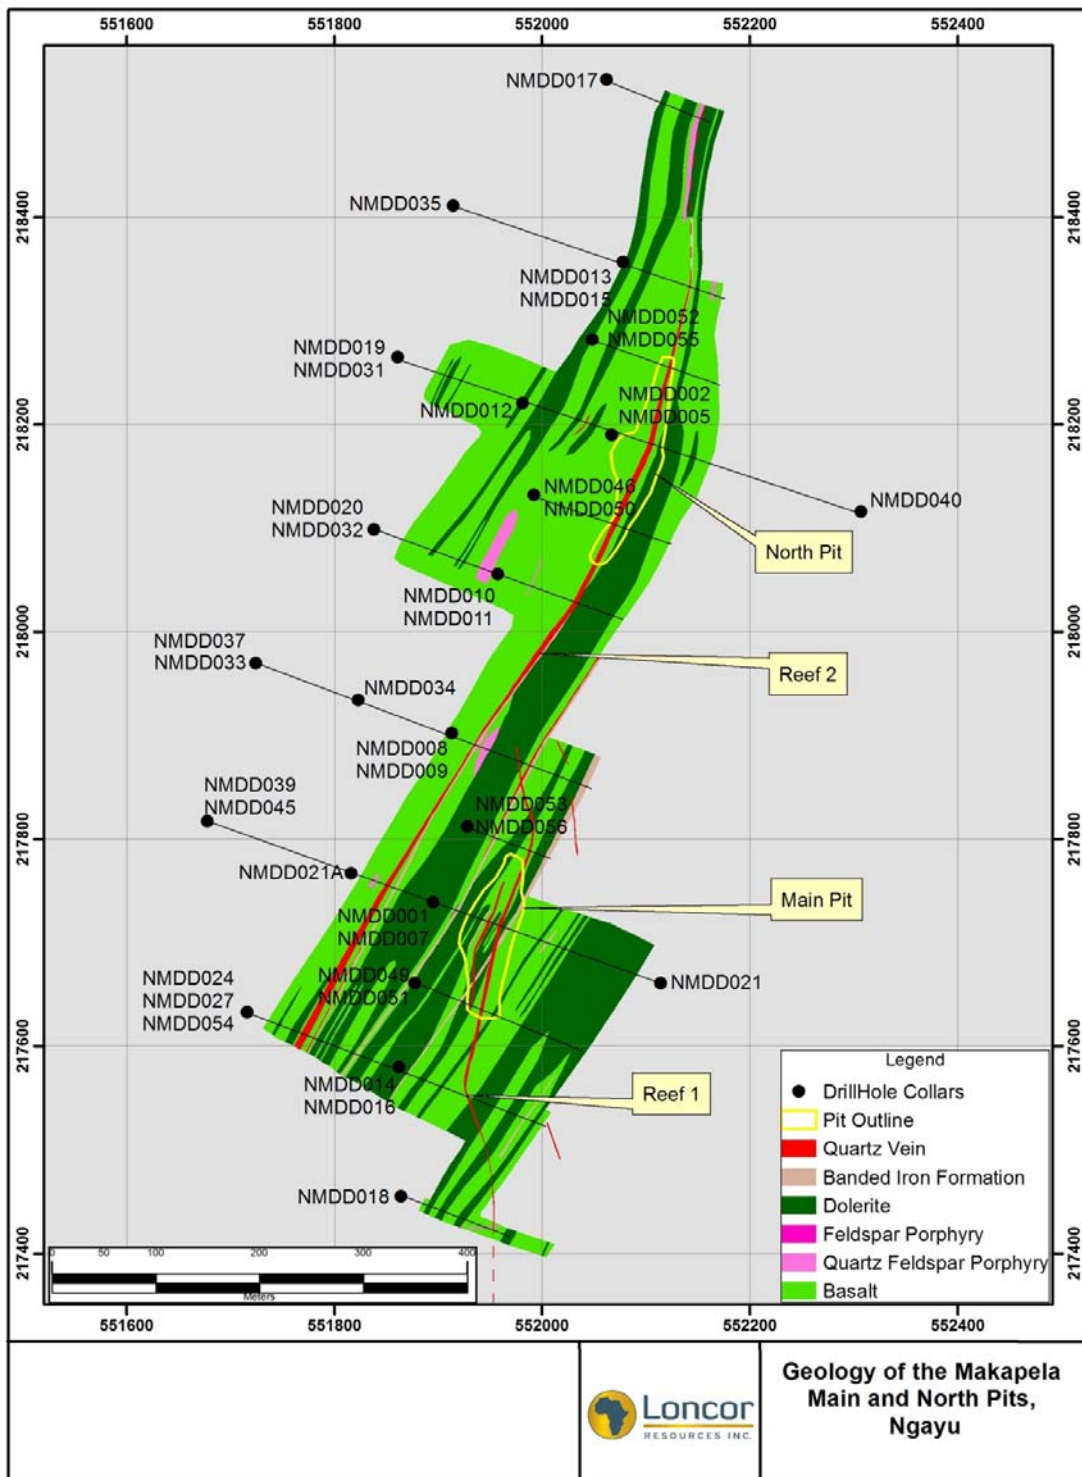 551600 551800 552000 552200 552400
NMDD017
218400 218400
NMDD035
NMDD013
NMDD015
NMDD052
NMDD055
NMDD019
NMDD031
NMDD002
NMDD005
NMDD012
218200 218200
NMDD046
NMDD050
NMDD040
NMDD020
NMDD032
North Pit
NMDD010
NMDD011
218000 218000
NMDD037
NMDD033
Reef 2
NMDD034
NMDD008
NMDD009
NMDD039
NMDD045
NMDD053
NMDD056
217800 217800
NMDD021A
Main Pit
NMDD001
NMDD007
NMDD049
NMDD051
NMDD021
NMDD024
NMDD027
NMDD054
217600 217600
NMDD014
NMDD016
Reef 1
NMDD018
217400 217400
Legend
DrillHole Collars
Pit Outline
Quartz Vein
Banded Iron Formation
Dolerite
Feldspar Porphyry
Quartz Feldspar Porphyry
Basalt
0 50 100 200 300 400
Meters
551600 551800 552000 552200 552400
Loncor
RESOURCES INC.
Geology of the Makapela
Main and North Pits,
Ngayu